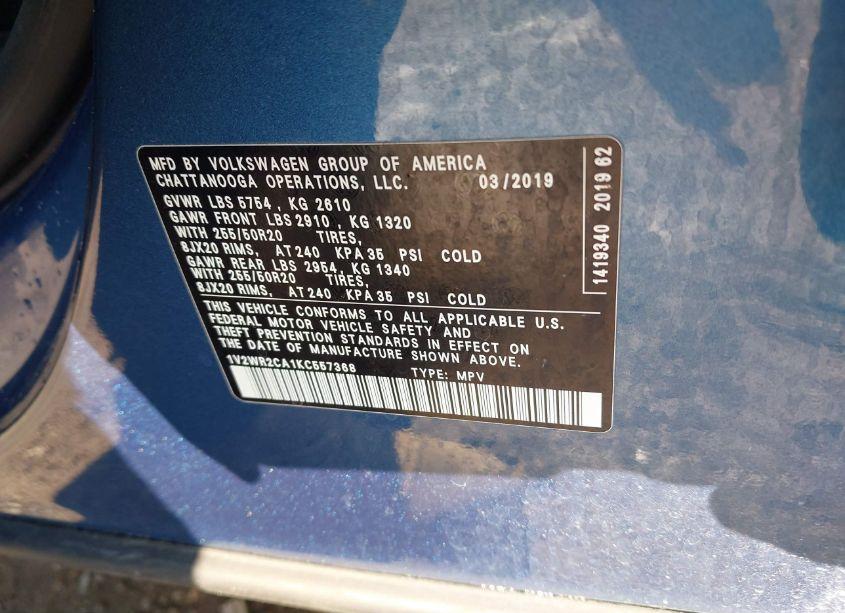 MFD BY VOLKSWAGEN GROUP OF AMERICA
CHATTANOOGA OPERATIONS, LLC. 03/2019
GVWR LBS 5754 , KG 2610
GAWR FRONT LBS 2910 , KG 1320
WITH 255/50R20 TIRES,
8JX20 RIMS, AT 240 KPA 35 PSI COLD
GAWR REAR LBS 2954, KG 1340
WITH 255/50R20 TIRES,
8JX20 RIMS, AT 240 KPA 35 PSI COLD
THIS VEHICLE CONFORMS TO ALL APPLICABLE U.S.
FEDERAL MOTOR VEHICLE SAFETY AND
THEFT PREVENTION STANDARDS IN EFFECT ON
THE DATE OF MANUFACTURE SHOWN ABOVE.
1V2WR2CA1KC557368 TYPE: MPV
1419340 2019 62